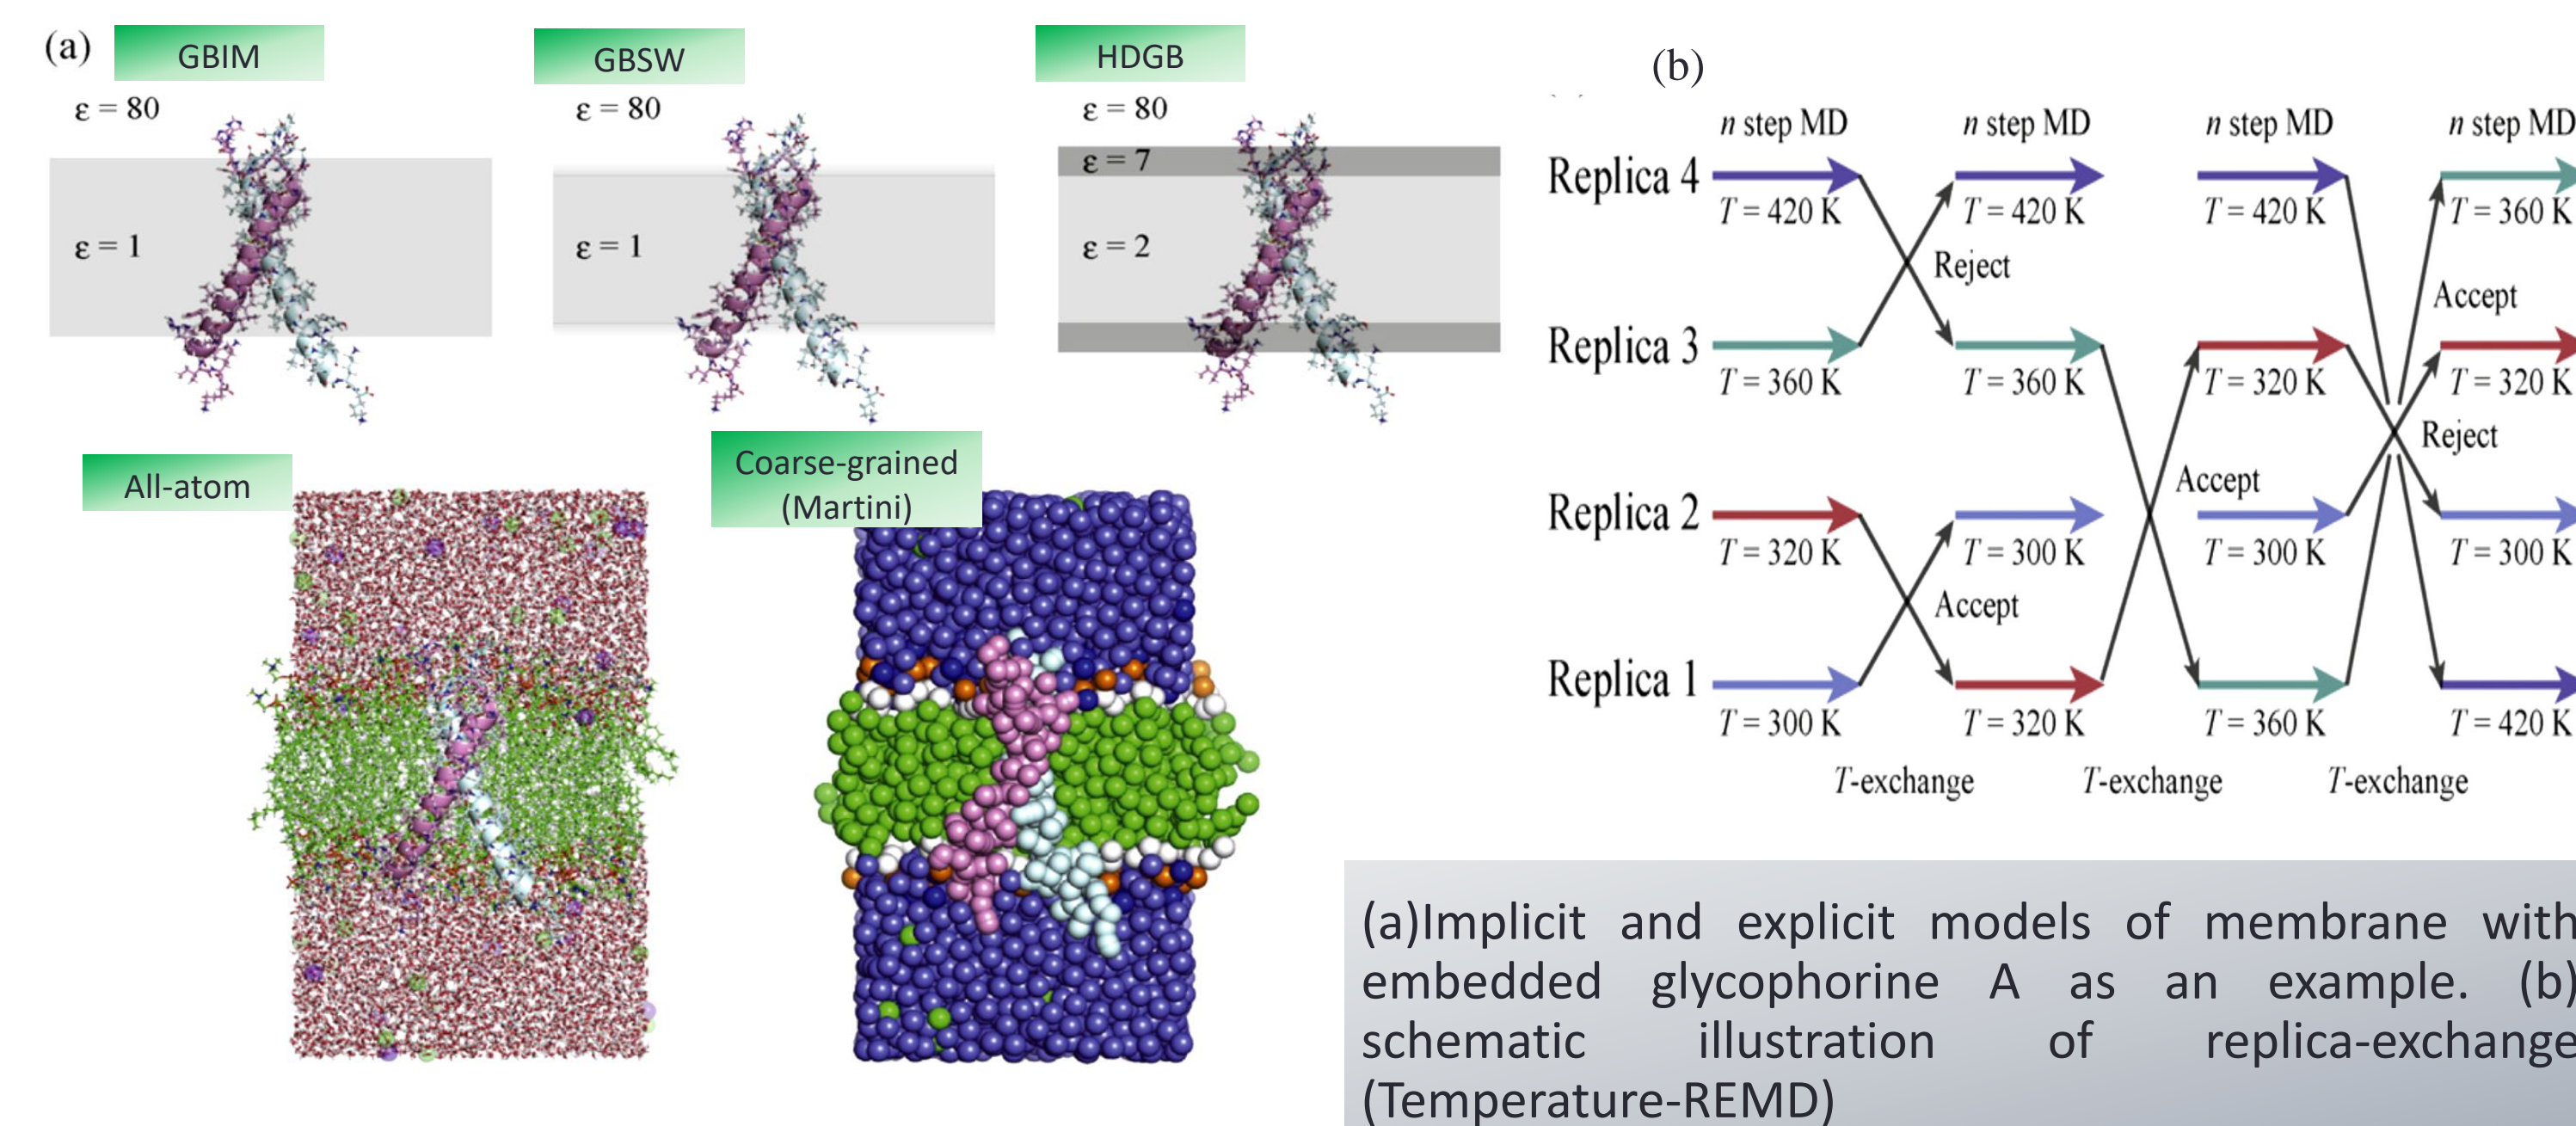 (a)
GBIM
GBSW
HDGB
ε = 80
ε = 80
ε = 80
ε = 7
ε = 1
ε = 1
ε = 2
All-atom
Coarse-grained
(Martini)
(b)
n step MD
n step MD
n step MD
n step MD
Replica 4
T = 420 K
T = 420 K
T = 420 K
T = 360 K
Reject
Accept
Replica 3
T = 360 K
T = 360 K
T = 320 K
T = 320 K
Reject
Accept
Replica 2
T = 320 K
T = 300 K
T = 300 K
T = 300 K
Accept
Replica 1
T = 300 K
T = 320 K
T = 360 K
T = 420 K
T-exchange
T-exchange
T-exchange
(a)Implicit and explicit models of membrane with
embedded glycophorine A as an example. (b)
schematic illustration of replica-exchange
(Temperature-REMD)